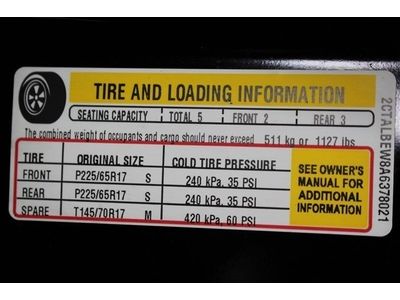 TIRE AND LOADING INFORMATION
SEATING CAPACITY TOTAL 5 FRONT 2 REAR 3
The combined weight of occupants and cargo should never exceed 511 kg or 1127 lbs
TIRE ORIGINAL SIZE COLD TIRE PRESSURE
FRONT P225/65R17 S 240 kPa, 35 PSI
REAR P225/65R17 S 240 kPa, 35 PSI
SPARE T145/70R17 M 420 kPa, 60 PSI
SEE OWNER'S
MANUAL FOR
ADDITIONAL
INFORMATION
2CTALBEW8A6378021